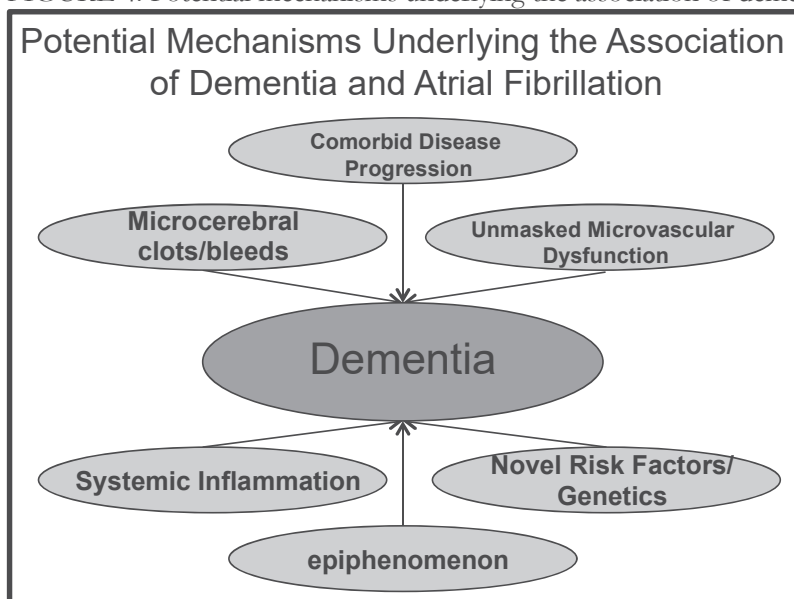 Potential Mechanisms Underlying the Association
of Dementia and Atrial Fibrillation
Comorbid Disease
Progression
Microcerebral
clots/bleeds
Unmasked Microvascular
Dysfunction
Dementia
Systemic Inflammation
Novel Risk Factors/
Genetics
epiphenomenon